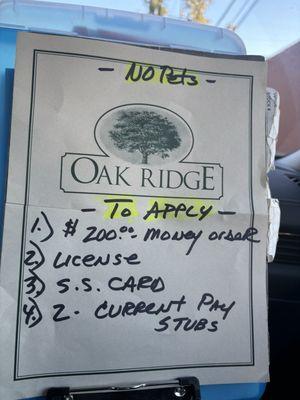 - NO Pets -
OAK RIDGE
- To APPLY -
1.) $200.00 money order
2) LICENSE
3) S.S. CARD
4) 2 - CURRENT PAY
STUBS